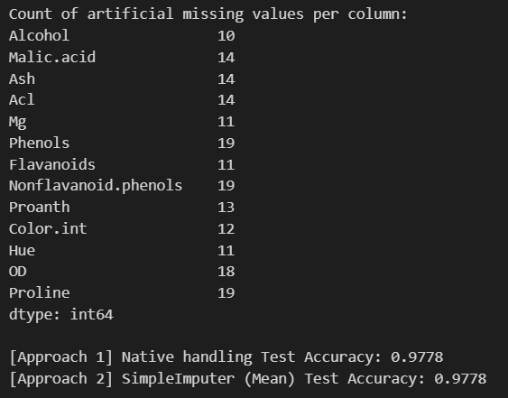 Count of artificial missing values per column:
Alcohol 10
Malic.acid 14
Ash 14
Acl 14
Mg 11
Phenols 19
Flavanoids 11
Nonflavanoid.phenols 19
Proanth 13
Color.int 12
Hue 11
OD 18
Proline 19
dtype: int64
[Approach 1] Native handling Test Accuracy: 0.9778
[Approach 2] SimpleImputer (Mean) Test Accuracy: 0.9778